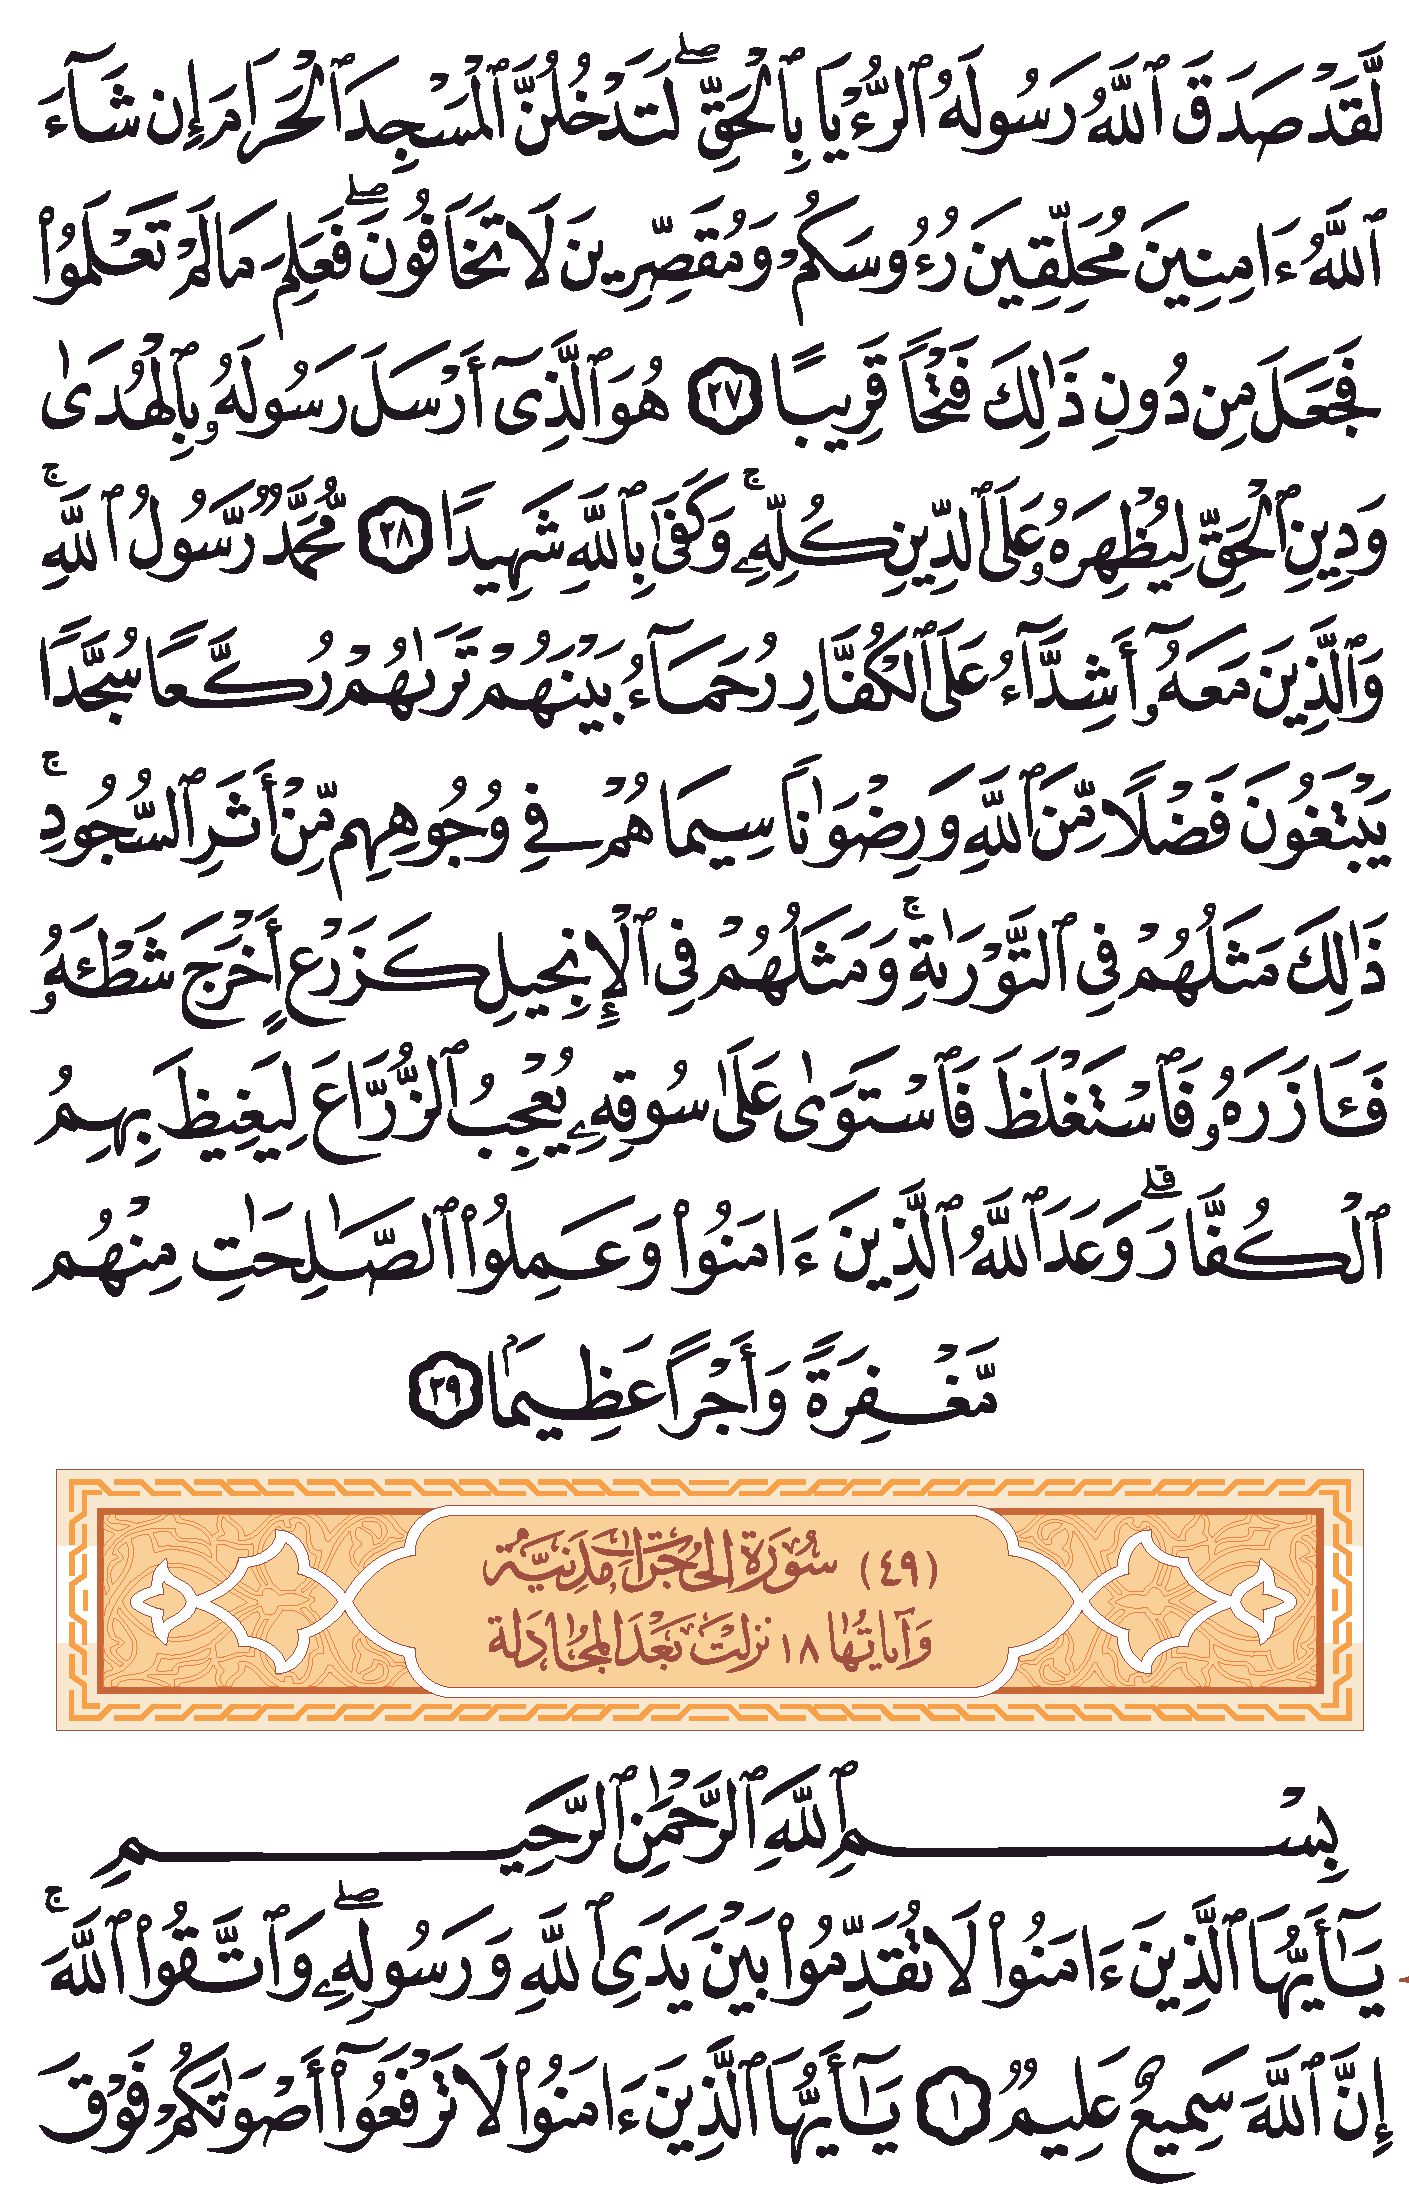 لَّقَدْ صَدَقَ ٱللَّهُ رَسُولَهُ ٱلرُّءْيَا بِٱلْحَقِّۖ لَتَدْخُلُنَّ ٱلْمَسْجِدَ ٱلْحَرَامَ إِن شَآءَ
ٱللَّهُ ءَامِنِينَ مُحَلِّقِينَ رُءُوسَكُمْ وَمُقَصِّرِينَ لَا تَخَافُونَۖ فَعَلِمَ مَا لَمْ تَعْلَمُوا۟
فَجَعَلَ مِن دُونِ ذَٰلِكَ فَتْحًا قَرِيبًا ٢٧ هُوَ ٱلَّذِىٓ أَرْسَلَ رَسُولَهُۥ بِٱلْهُدَىٰ
وَدِينِ ٱلْحَقِّ لِيُظْهِرَهُۥ عَلَى ٱلدِّينِ كُلِّهِۦۚ وَكَفَىٰ بِٱللَّهِ شَهِيدًا ٢٨ مُّحَمَّدٌ رَّسُولُ ٱللَّهِۚ
وَٱلَّذِينَ مَعَهُۥٓ أَشِدَّآءُ عَلَى ٱلْكُفَّارِ رُحَمَآءُ بَيْنَهُمْ تَرَىٰهُمْ رُكَّعًا سُجَّدًا
يَبْتَغُونَ فَضْلًا مِّنَ ٱللَّهِ وَرِضْوَٰنًا سِيمَاهُمْ فِى وُجُوهِهِم مِّنْ أَثَرِ ٱلسُّجُودِۚ
ذَٰلِكَ مَثَلُهُمْ فِى ٱلتَّوْرَىٰةِۚ وَمَثَلُهُمْ فِى ٱلْإِنجِيلِ كَزَرْعٍ أَخْرَجَ شَطْـَٔهُۥ
فَـَٔازَرَهُۥ فَٱسْتَغْلَظَ فَٱسْتَوَىٰ عَلَىٰ سُوقِهِۦ يُعْجِبُ ٱلزُّرَّاعَ لِيَغِيظَ بِهِمُ
ٱلْكُفَّارَۗ وَعَدَ ٱللَّهُ ٱلَّذِينَ ءَامَنُوا۟ وَعَمِلُوا۟ ٱلصَّٰلِحَٰتِ مِنْهُم
مَّغْفِرَةً وَأَجْرًا عَظِيمًۢا ٢٩
(٤٩) سُورَةُ الحُجُرَاتِ مَدَنِيَّة
وَآيَاتُهَا ١٨ نَزَلَتْ بَعْدَ المُجَادَلة
بِسْمِ ٱللَّهِ ٱلرَّحْمَٰنِ ٱلرَّحِيمِ
يَـٰٓأَيُّهَا ٱلَّذِينَ ءَامَنُوا۟ لَا تُقَدِّمُوا۟ بَيْنَ يَدَىِ ٱللَّهِ وَرَسُولِهِۦۖ وَٱتَّقُوا۟ ٱللَّهَۚ
إِنَّ ٱللَّهَ سَمِيعٌ عَلِيمٌ ١ يَـٰٓأَيُّهَا ٱلَّذِينَ ءَامَنُوا۟ لَا تَرْفَعُوٓا۟ أَصْوَٰتَكُمْ فَوْقَ